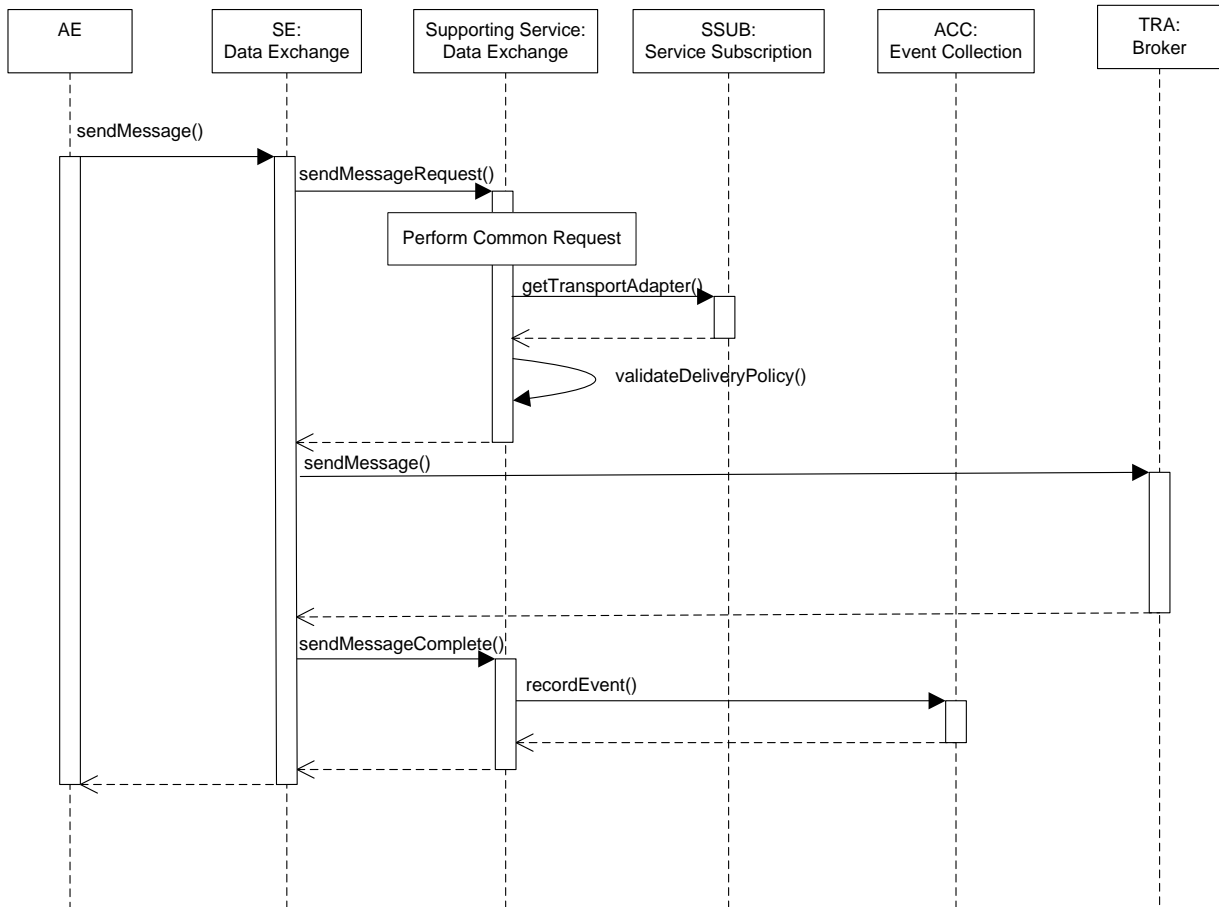 AE
SE:
Data Exchange
Supporting Service:
Data Exchange
SSUB:
Service Subscription
ACC:
Event Collection
TRA:
Broker
sendMessage()
sendMessageRequest()
Perform Common Request
getTransportAdapter()
validateDeliveryPolicy()
sendMessage()
sendMessageComplete()
recordEvent()